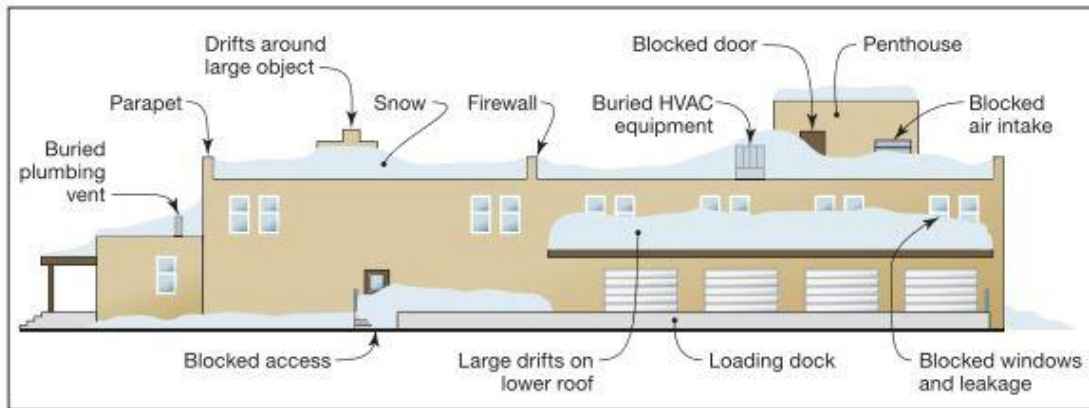 Drifts around
large object
Blocked door
Penthouse
Parapet
Snow
Firewall
Buried HVAC
equipment
Blocked
air intake
Buried
plumbing
vent
Blocked access
Large drifts on
lower roof
Loading dock
Blocked windows
and leakage